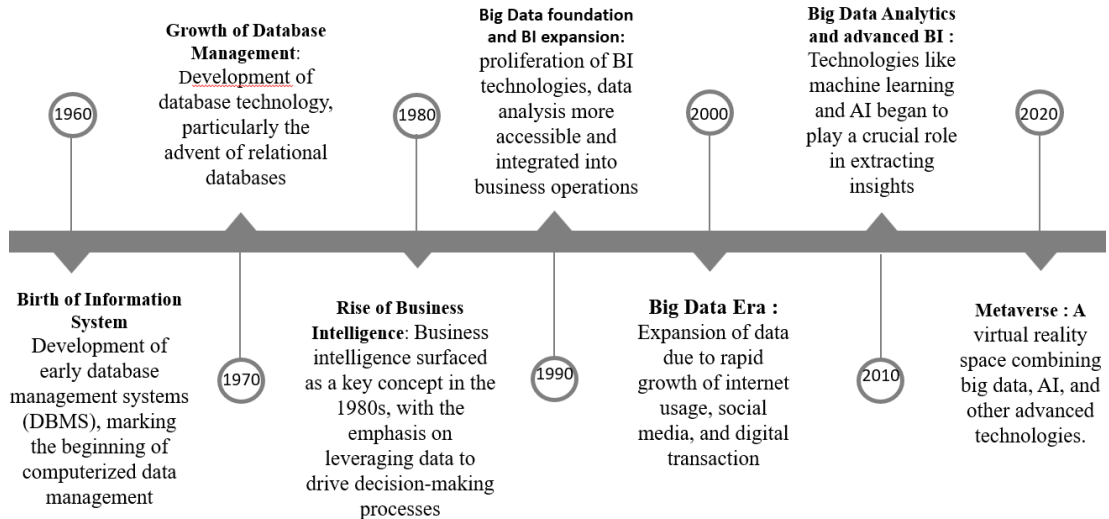 1960
Birth of Information
System
Development of
early database
management systems
(DBMS), marking
the beginning of
computerized data
management
Growth of Database
Management:
Development of
database technology,
particularly the
advent of relational
databases
1970
1980
Rise of Business
Intelligence: Business
intelligence surfaced
as a key concept in the
1980s, with the
emphasis on
leveraging data to
drive decision-making
processes
Big Data foundation
and BI expansion:
proliferation of BI
technologies, data
analysis more
accessible and
integrated into
business operations
1990
2000
Big Data Era :
Expansion of data
due to rapid
growth of internet
usage, social
media, and digital
transaction
Big Data Analytics
and advanced BI :
Technologies like
machine learning
and AI began to
play a crucial role
in extracting
insights
2010
2020
Metaverse : A
virtual reality
space combining
big data, AI, and
other advanced
technologies.